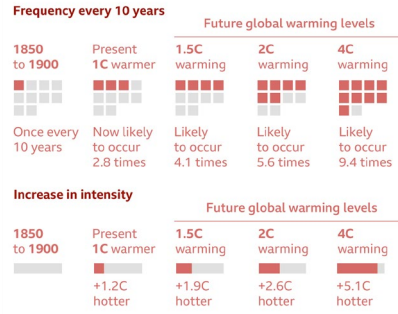 Frequency every 10 years
Future global warming levels
1850 to 1900
Present 1C warmer
1.5C warming
2C warming
4C warming
Once every 10 years
Now likely to occur 2.8 times
Likely to occur 4.1 times
Likely to occur 5.6 times
Likely to occur 9.4 times
Increase in intensity
Future global warming levels
1850 to 1900
Present 1C warmer
1.5C warming
2C warming
4C warming
+1.2C hotter
+1.9C hotter
+2.6C hotter
+5.1C hotter